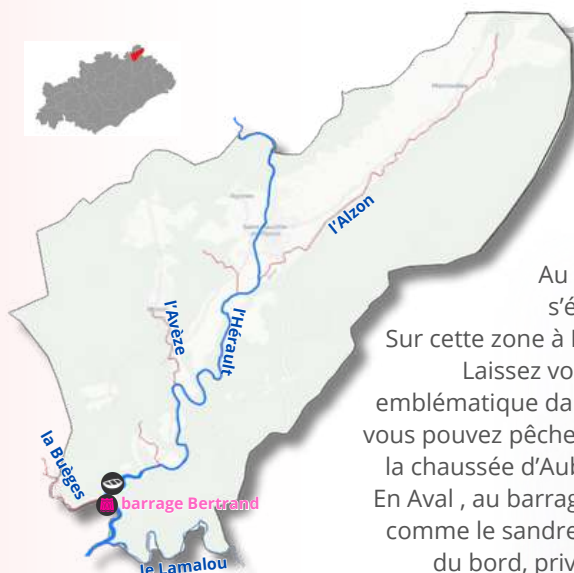 l'Alzon
l'Avèze
l'Hérault
la Buèges
barrage Bertrand
le Lamalou
Au
s'é
Sur cette zone à
Laissez vo
emblématique da
vous pouvez pêche
la chaussée d'Aub
En Aval , au barrag
comme le sandre
du bord, priv